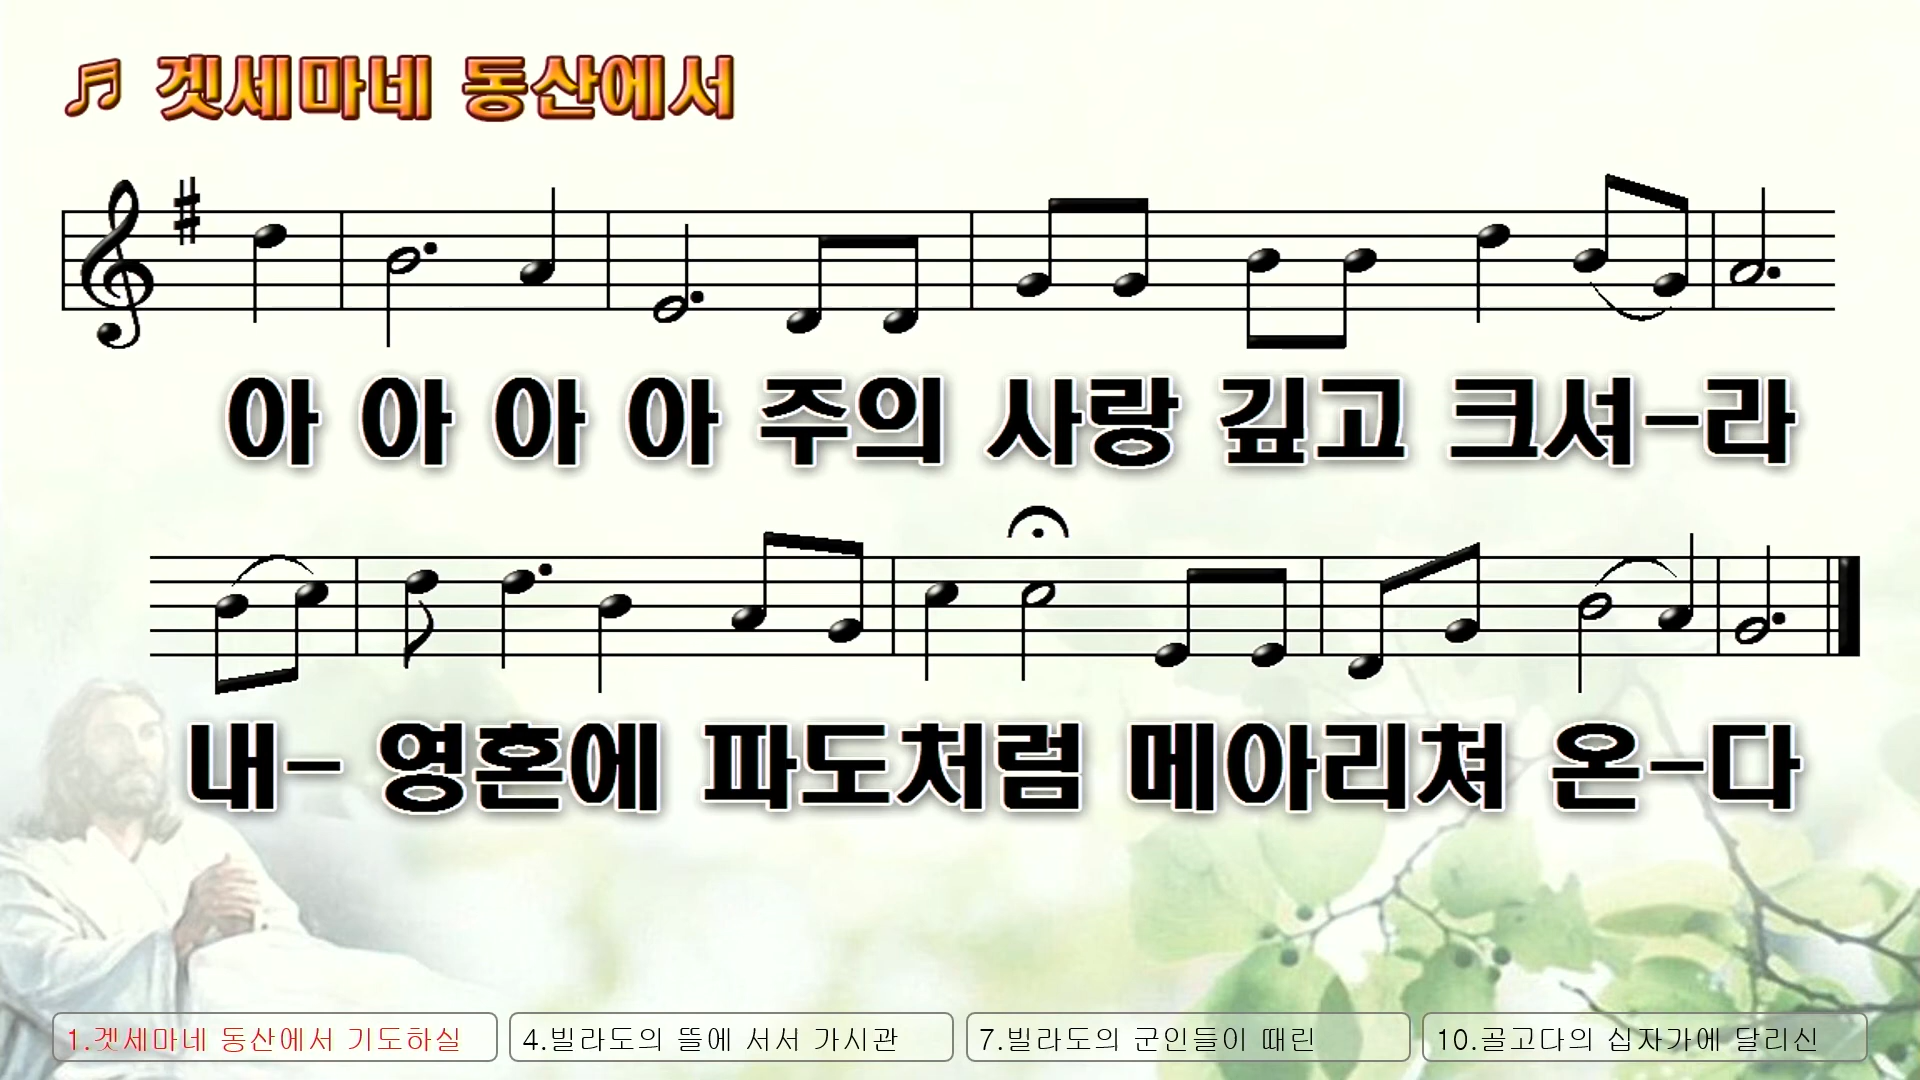 겟세마네 동산에서
아 아 아 아 주의 사랑 깊고 크셔-라
내- 영혼에 파도처럼 메아리쳐 온-다
1.겟세마네 동산에서 기도하실
4.빌라도의 뜰에 서서 가시관
7.빌라도의 군인들이 때린
10.골고다의 십자가에 달리신